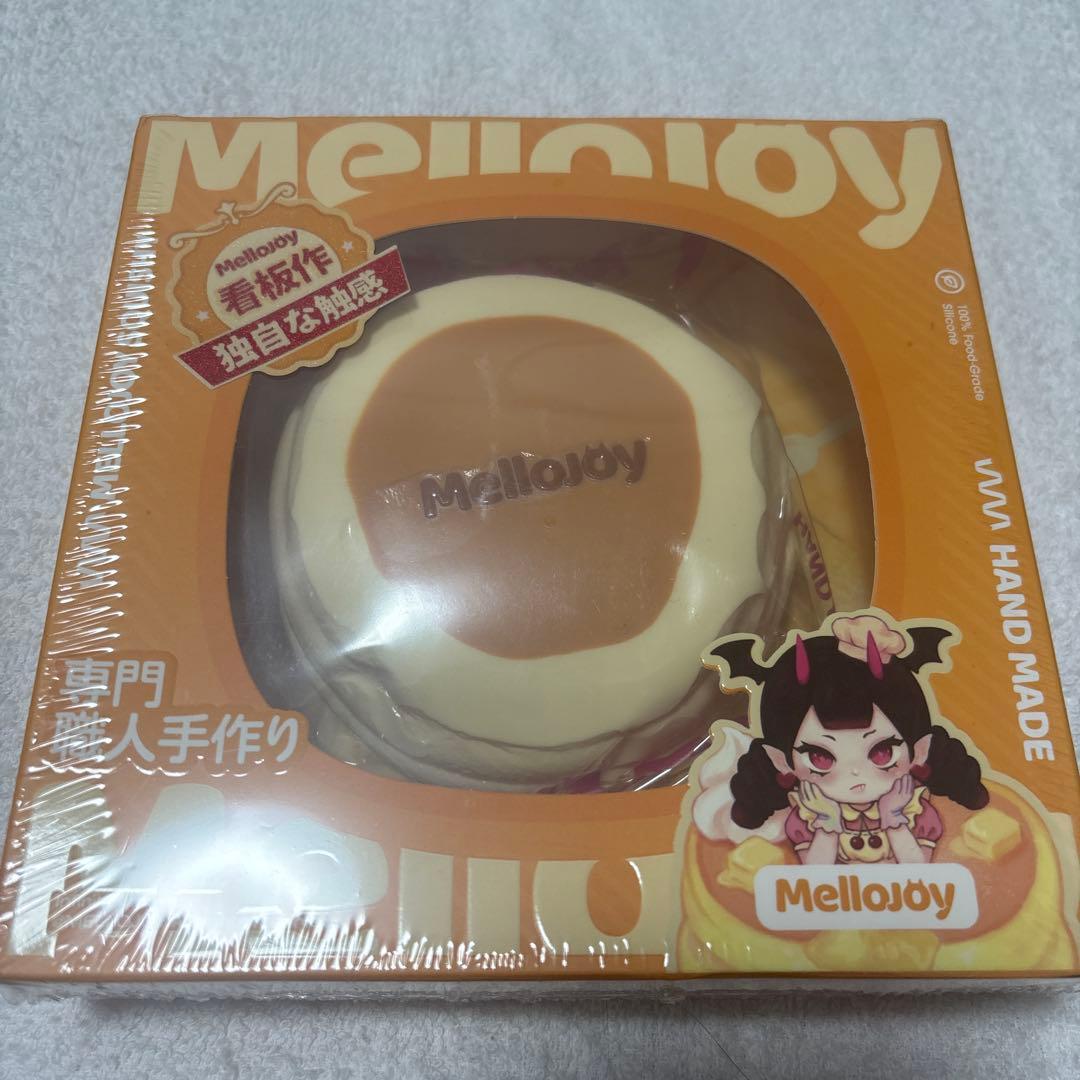 MelloJoy
MelloJoy
看板作
独自な触感
100% Food-Grade
Silicone
MelloJoy
HAND
HAND MADE
専門
職人手作り
MelloJoy